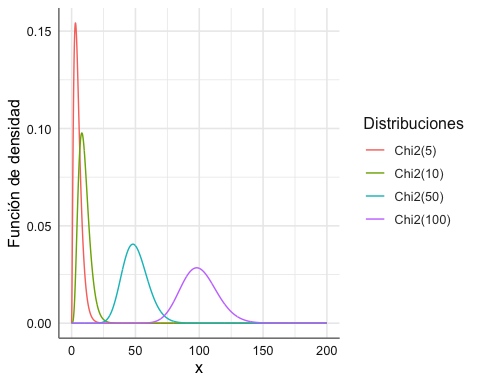 Función de densidad
0.15
0.10
0.05
0.00
0
50
100
150
200
x
Distribuciones
Chi2(5)
Chi2(10)
Chi2(50)
Chi2(100)